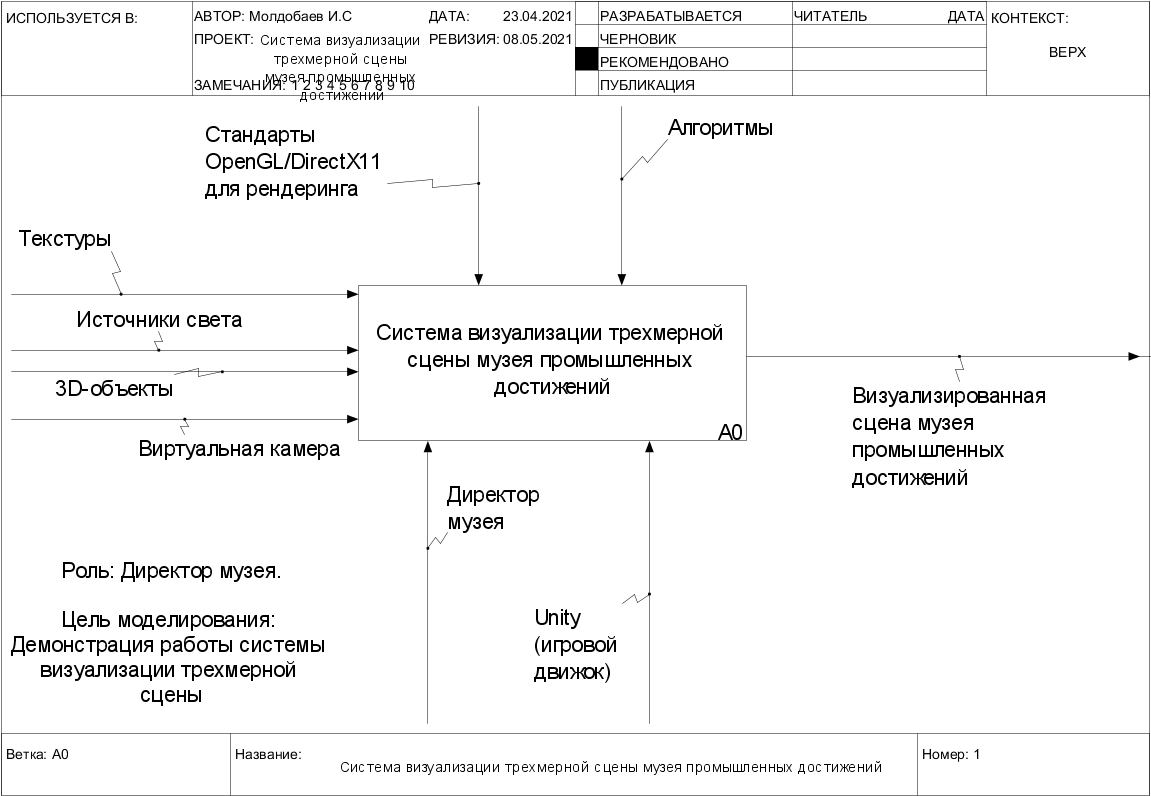 ИСПОЛЬЗУЕТСЯ В:
АВТОР: Молдобаев И.С
ДАТА: 23.04.2021
РАЗРАБАТЫВАЕТСЯ
ЧИТАТЕЛЬ
ДАТА
КОНТЕКСТ:
ПРОЕКТ: Система визуализации
трехмерной сцены
музея промышленных
достижений
РЕВИЗИЯ: 08.05.2021
ЧЕРНОВИК
ВЕРХ
РЕКОМЕНДОВАНО
ЗАМЕЧАНИЯ: 1 2 3 4 5 6 7 8 9 10
ПУБЛИКАЦИЯ
Стандарты
OpenGL/DirectX11
для рендеринга
Алгоритмы
Текстуры
Источники света
3D-объекты
Виртуальная камера
Система визуализации трехмерной
сцены музея промышленных
достижений
A0
Визуализированная
сцена музея
промышленных
достижений
Директор
музея
Unity
(игровой
движок)
Роль: Директор музея.
Цель моделирования:
Демонстрация работы системы
визуализации трехмерной
сцены
Ветка: A0
Название:
Система визуализации трехмерной сцены музея промышленных достижений
Номер: 1